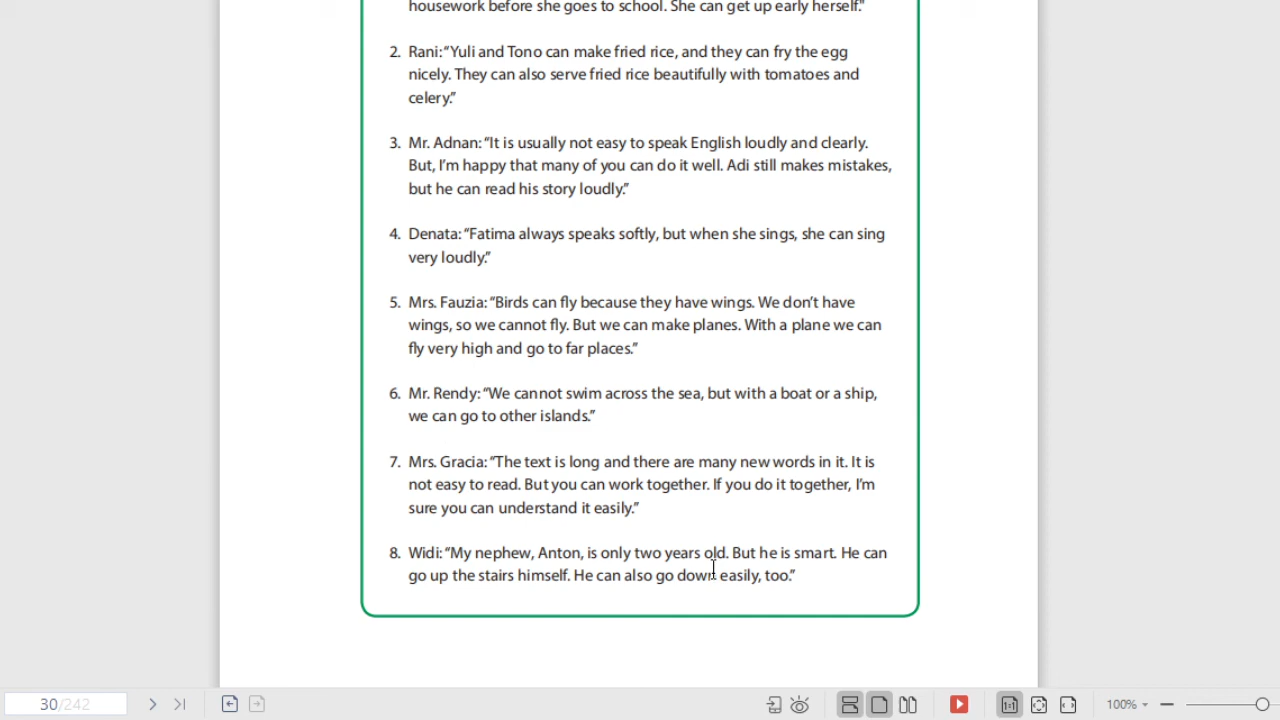 housework before she goes to school. She can get up early herself.”
2. Rani: “Yuli and Tono can make fried rice, and they can fry the egg
nicely. They can also serve fried rice beautifully with tomatoes and
celery.”
3. Mr. Adnan: “It is usually not easy to speak English loudly and clearly.
But, I’m happy that many of you can do it well. Adi still makes mistakes,
but he can read his story loudly.”
4. Denata: “Fatima always speaks softly, but when she sings, she can sing
very loudly.”
5. Mrs. Fauzia: “Birds can fly because they have wings. We don’t have
wings, so we cannot fly. But we can make planes. With a plane we can
fly very high and go to far places.”
6. Mr. Rendy: “We cannot swim across the sea, but with a boat or a ship,
we can go to other islands.”
7. Mrs. Gracia: “The text is long and there are many new words in it. It is
not easy to read. But you can work together. If you do it together, I’m
sure you can understand it easily.”
8. Widi: “My nephew, Anton, is only two years old. But he is smart. He can
go up the stairs himself. He can also go down easily, too.”
30/242
1:1
100%